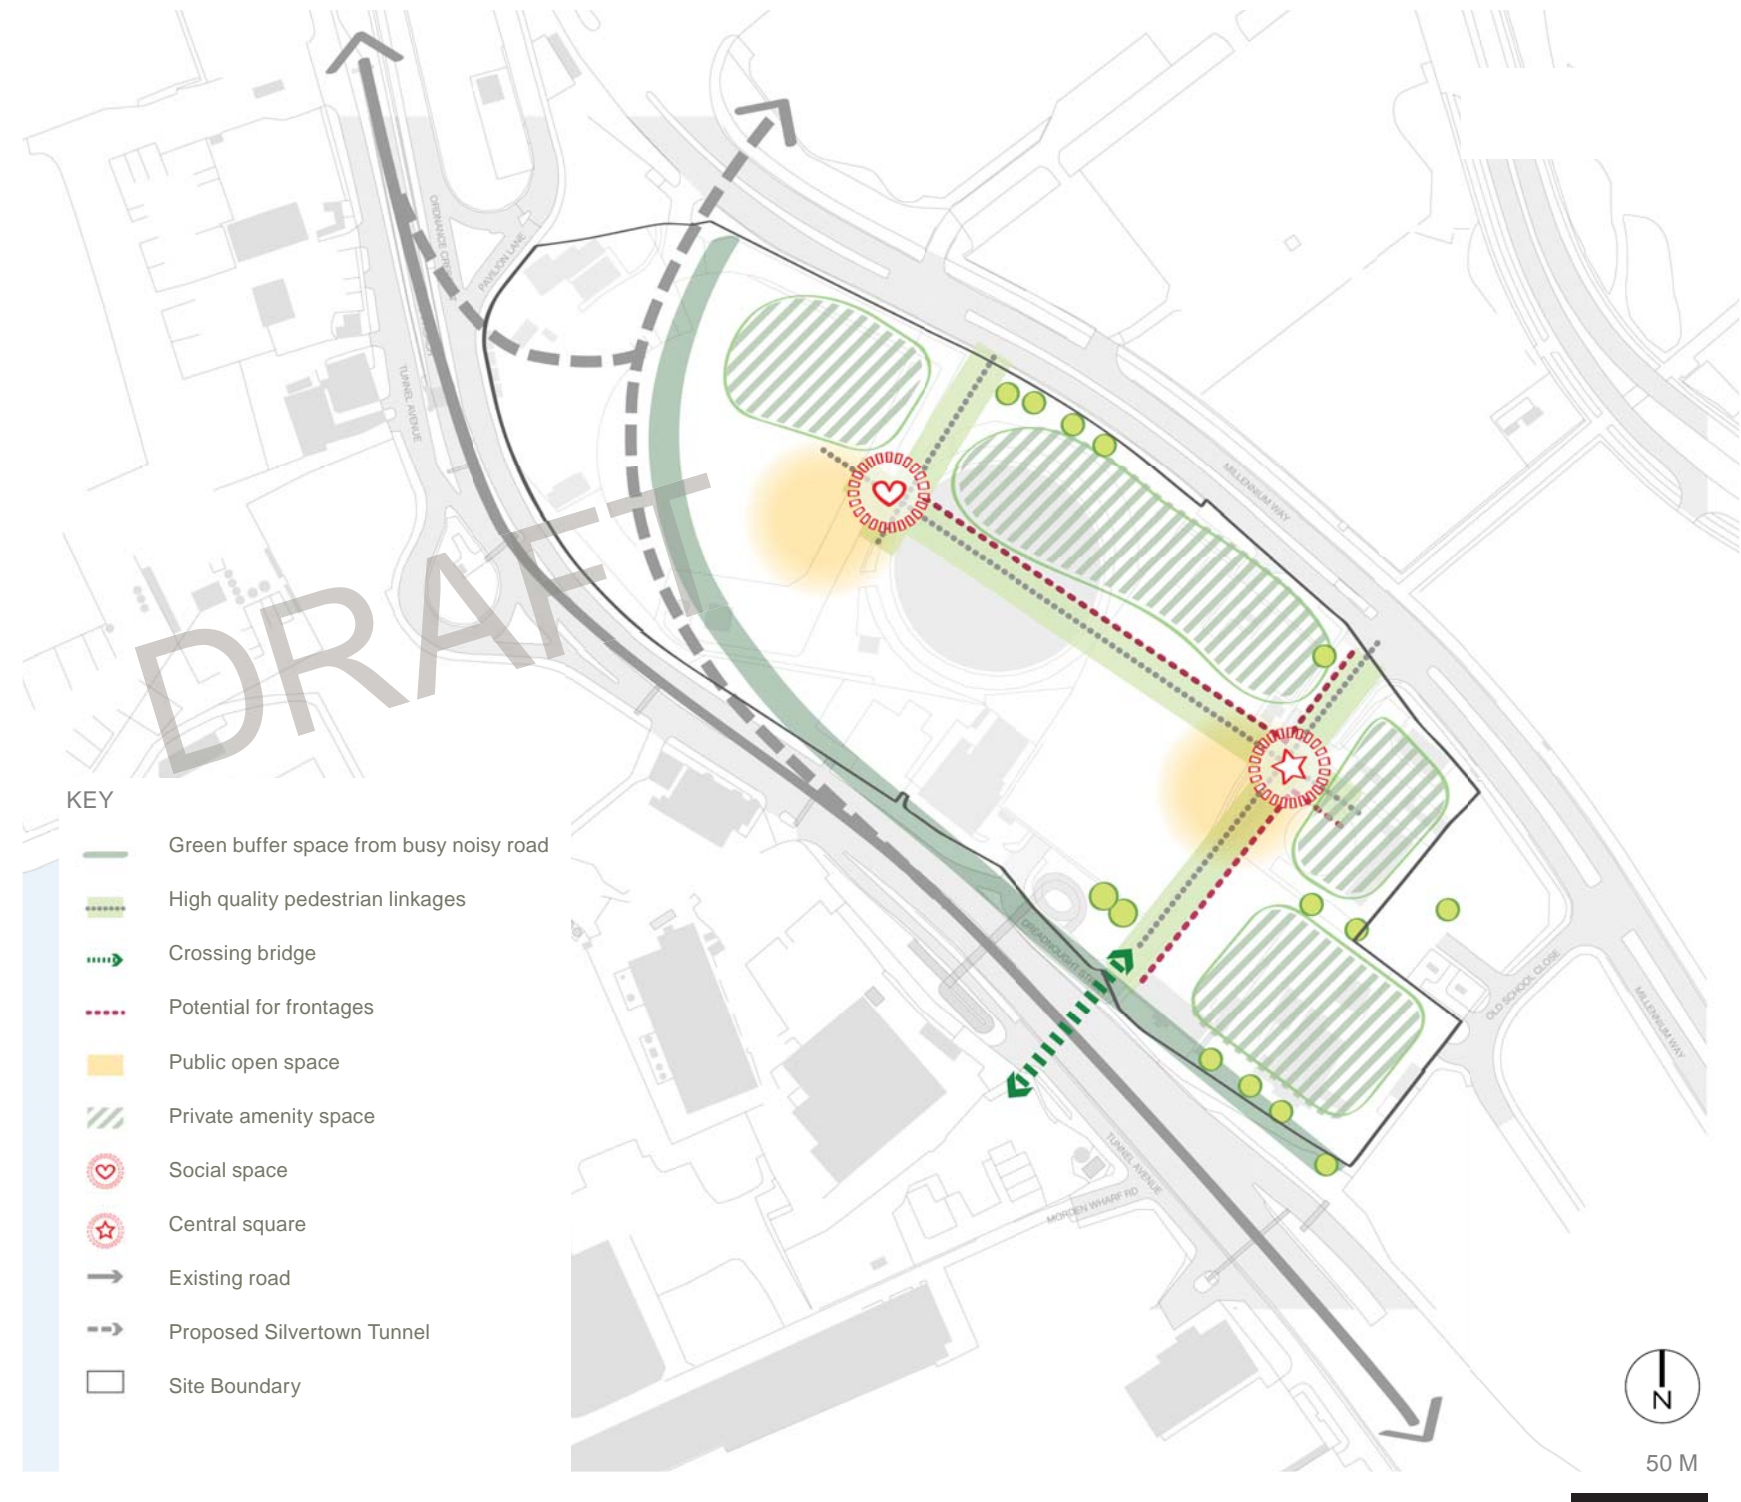 ORDNANCE CRESCENT
PAVILION LANE
TUNNEL AVENUE
MILLENNIUM WAY
DRAFT
KEY
Green buffer space from busy noisy road
High quality pedestrian linkages
Crossing bridge
Potential for frontages
Public open space
Private amenity space
Social space
Central square
Existing road
Proposed Silvertown Tunnel
Site Boundary
DREADNOUGHT
OLD SCHOOL CLOSE
MILLENNIUM WAY
TUNNEL AVENUE
MORDEN WHARF RD
N
50 M